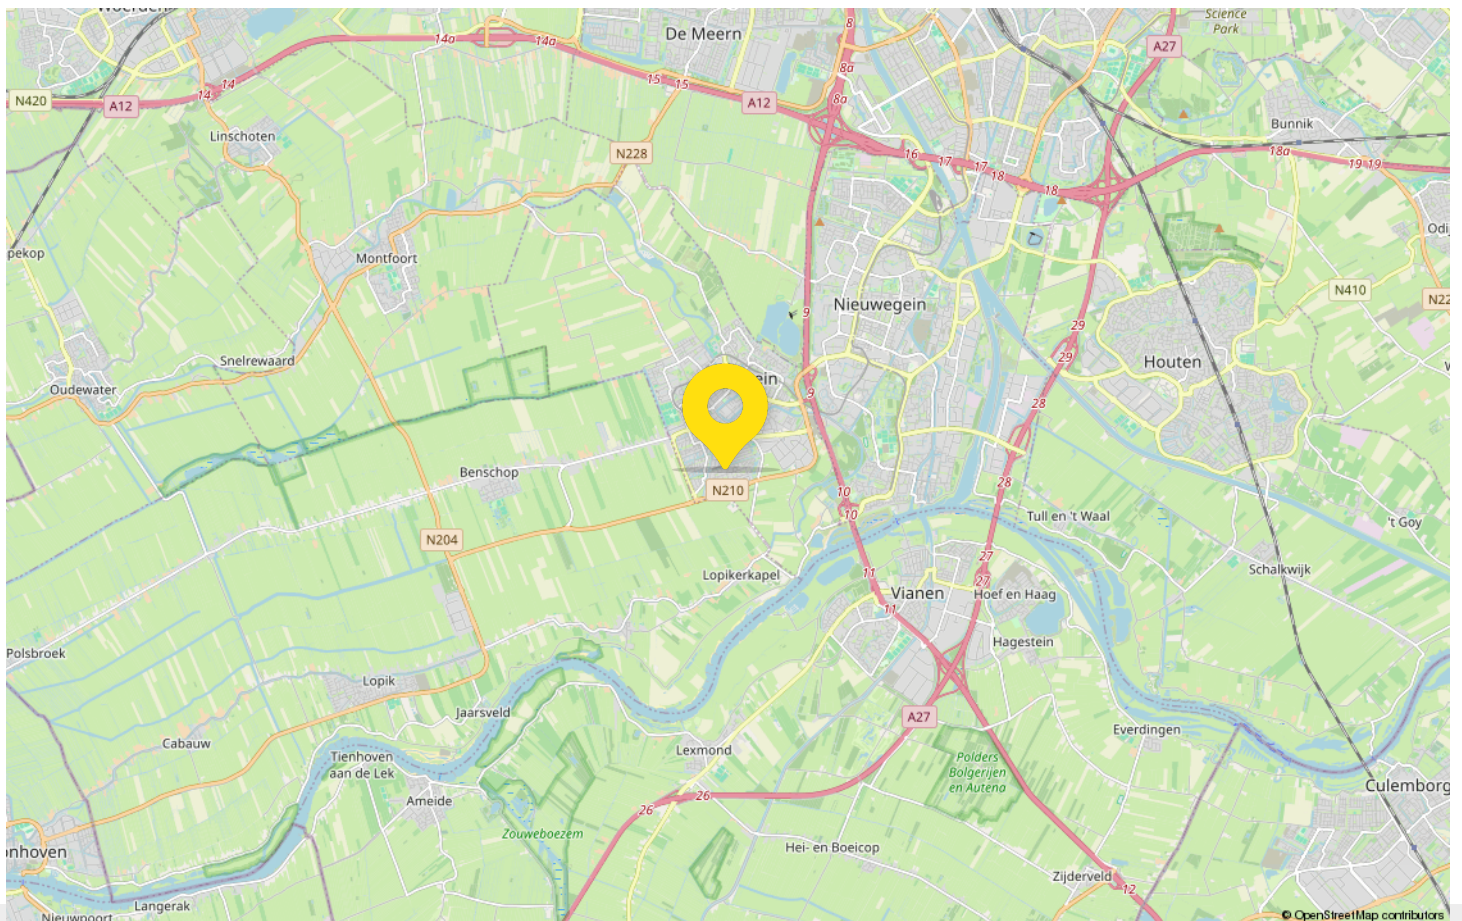 Woerden
De Meern
Science
Park
14a
14a
8
8a
A27
15
15
14
14
N420
A12
A12
8a
Linschoten
Bunnik
N228
16
17
17
18
18
18a
19
19
Montfoort
Nieuwegein
N410
9
29
29
Snelrewaard
Houten
Oudewater
ein
9
28
Benschop
28
N210
10
10
N204
Tull en 't Waal
't Goy
Lopikerkapel
11
27
Schalkwijk
Vianen
27
Hoef en Haag
11
Hagestein
Polsbroek
Lopik
Jaarsveld
A27
Cabauw
Lexmond
Everdingen
Tienhoven
aan de Lek
Polders
Bolgerijen
en Autena
Culemborg
Ameide
26
26
Zouweboezem
onhoven
Hei- en Boeicop
Zijderveld
12
Langerak
Nieuwpoort
© OpenStreetMap contributors